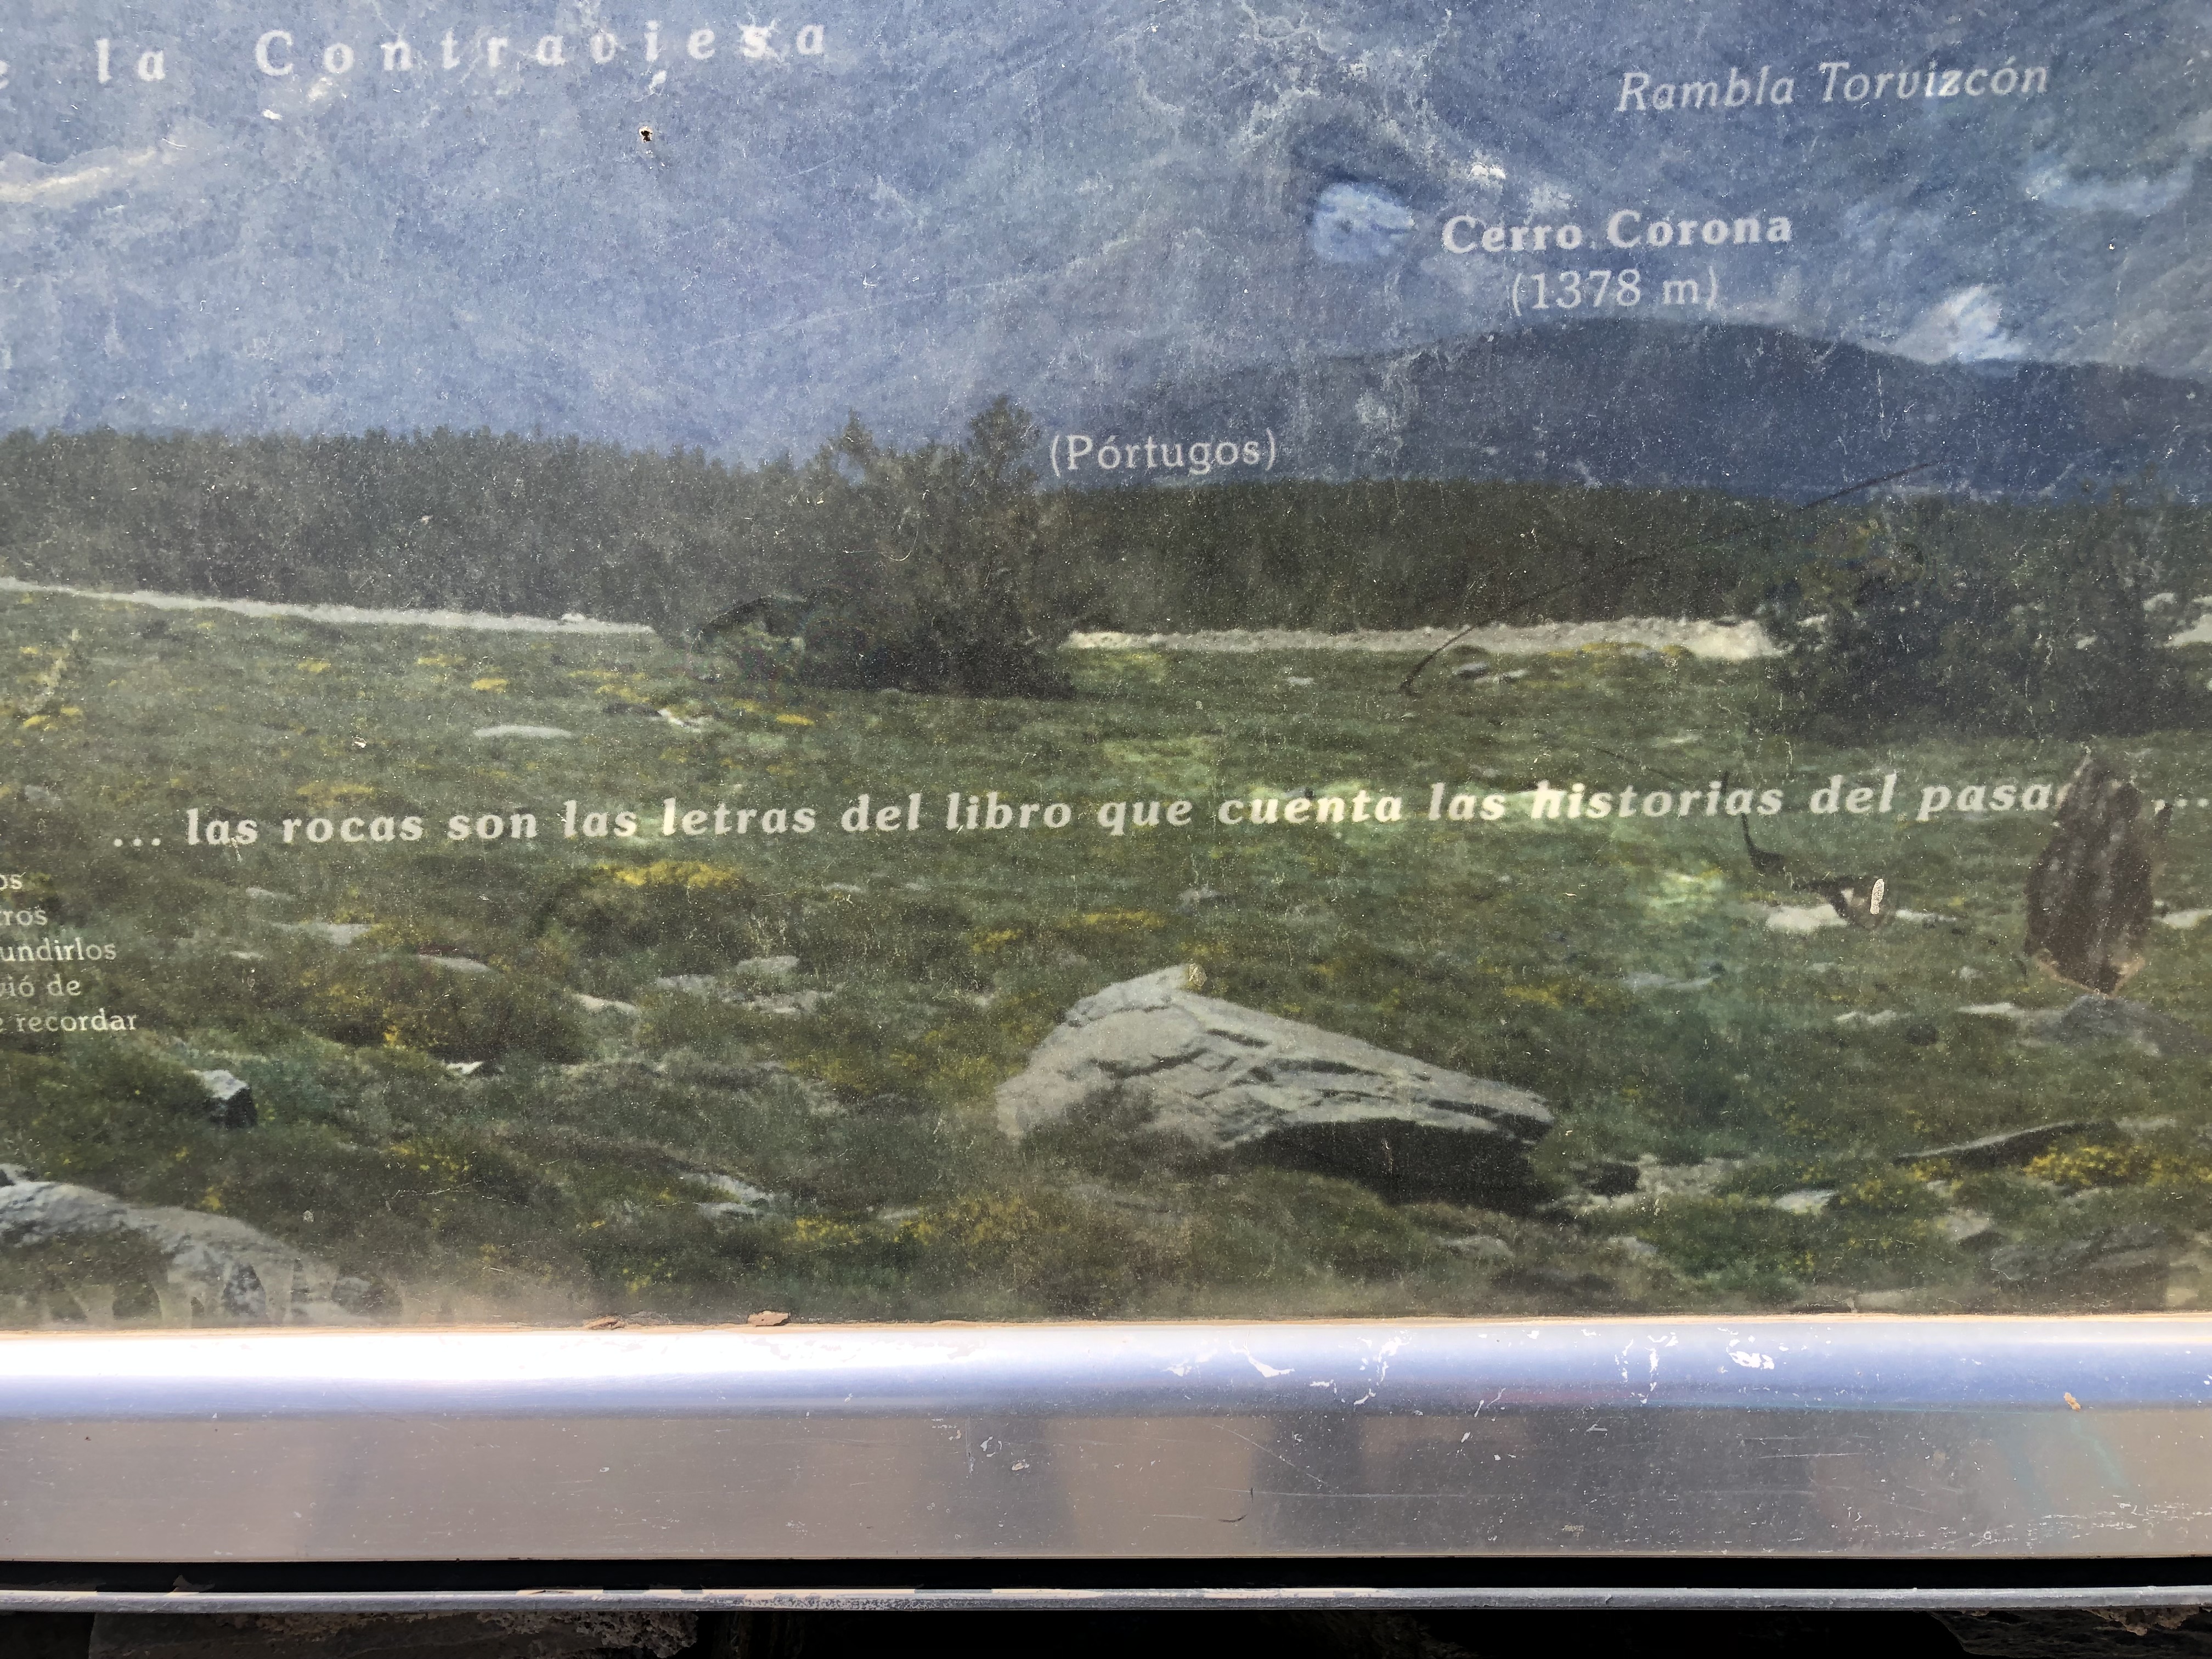 e la Contraviesa
Rambla Torvizcón
Cerro Corona
(1378 m)
(Pórtugos)
... las rocas son las letras del libro que cuenta las historias del pasa ...
os
tros
undirlos
vió de
e recordar